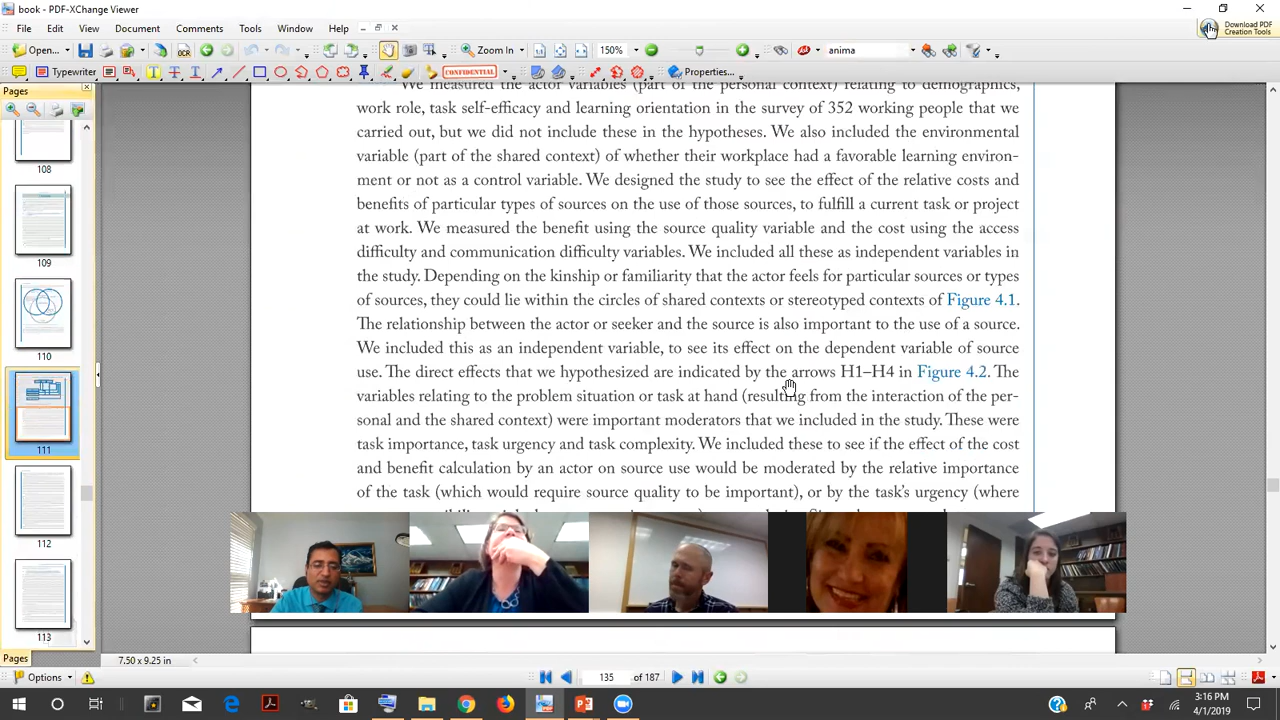 book - PDF-XChange Viewer
File Edit View Document Comments Tools Window Help
Download PDF Creation Tools
Open... OCR Zoom In 150% anima
Typewriter CONFIDENTIAL Properties...
Pages
108
109
110
111
112
113
Pages
We measured the actor variables (part of the personal context) relating to demographics,
work role, task self-efficacy and learning orientation in the survey of 352 working people that we
carried out, but we did not include these in the hypotheses. We also included the environmental
variable (part of the shared context) of whether their workplace had a favorable learning environ-
ment or not as a control variable. We designed the study to see the effect of the relative costs and
benefits of particular types of sources on the use of those sources, to fulfill a current task or project
at work. We measured the benefit using the source quality variable and the cost using the access
difficulty and communication difficulty variables. We included all these as independent variables in
the study. Depending on the kinship or familiarity that the actor feels for particular sources or types
of sources, they could lie within the circles of shared contexts or stereotyped contexts of Figure 4.1.
The relationship between the actor or seeker and the source is also important to the use of a source.
We included this as an independent variable, to see its effect on the dependent variable of source
use. The direct effects that we hypothesized are indicated by the arrows H1–H4 in Figure 4.2. The
variables relating to the problem situation or task at hand (resulting from the interaction of the per-
sonal and the shared context) were important moderators that we included in the study. These were
task importance, task urgency and task complexity. We included these to see if the effect of the cost
and benefit calculation by an actor on source use would be moderated by the relative importance
of the task (which would require source quality to be important), or by the task's urgency (where
7.50 x 9.25 in
Options 135 of 187
3:16 PM
4/1/2019